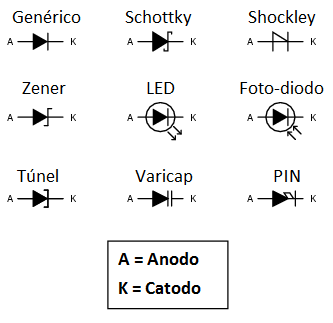 Genérico Schottky Shockley
A K A K A K
Zener LED Foto-diodo
A K A K A K
Túnel Varicap PIN
A K A K A K
A = Anodo
K = Catodo